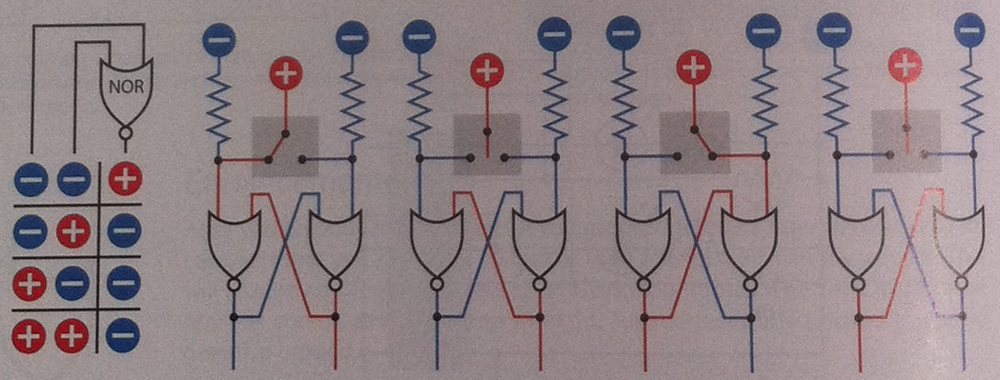 NOR
− − +
− + −
+ − −
+ + −
− − − − − − − −
+ + + +